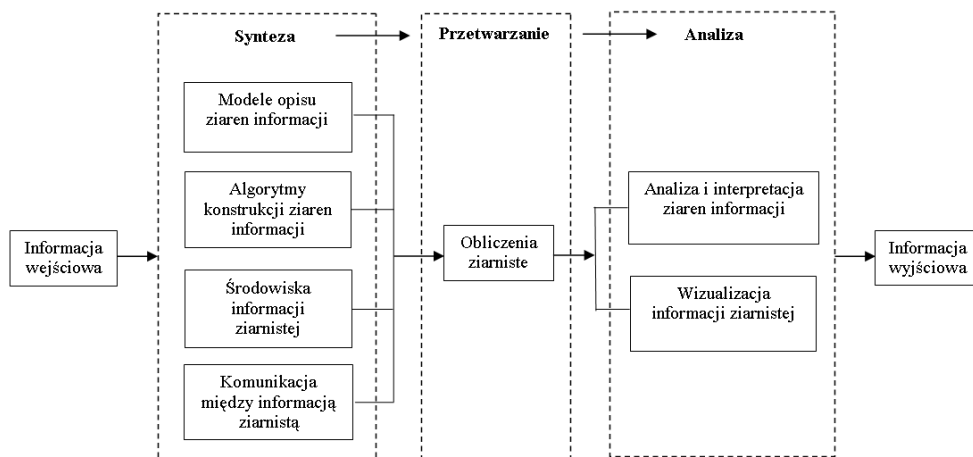 Synteza
Przetwarzanie
Analiza
Modele opisu
ziaren informacji
Algorytmy
konstrukcji ziaren
informacji
Środowiska
informacji
ziarnistej
Komunikacja
między informacją
ziarnistą
Informacja
wejściowa
Obliczenia
ziarniste
Analiza i interpretacja
ziaren informacji
Wizualizacja
informacji ziarnistej
Informacja
wyjściowa